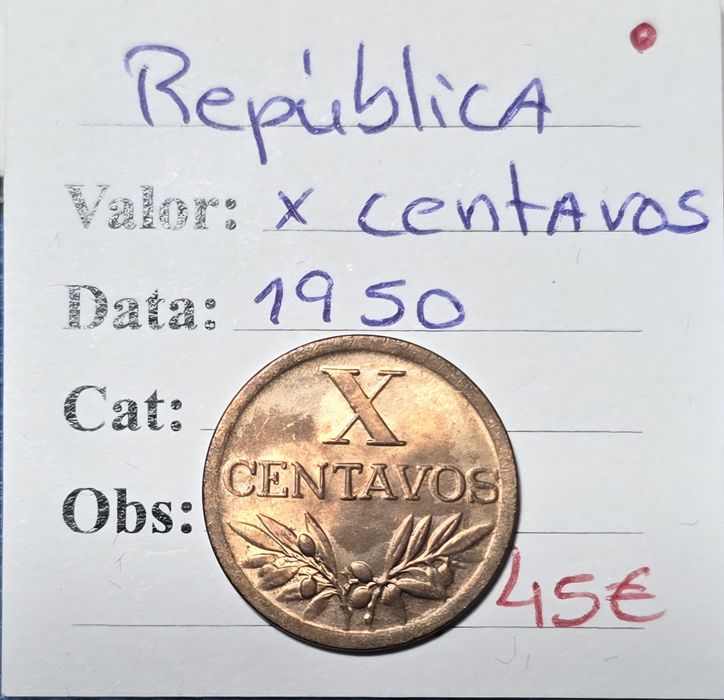 República
Valor: X centavos
Data: 1950
Cat:
X
CENTAVOS
Obs:
45€